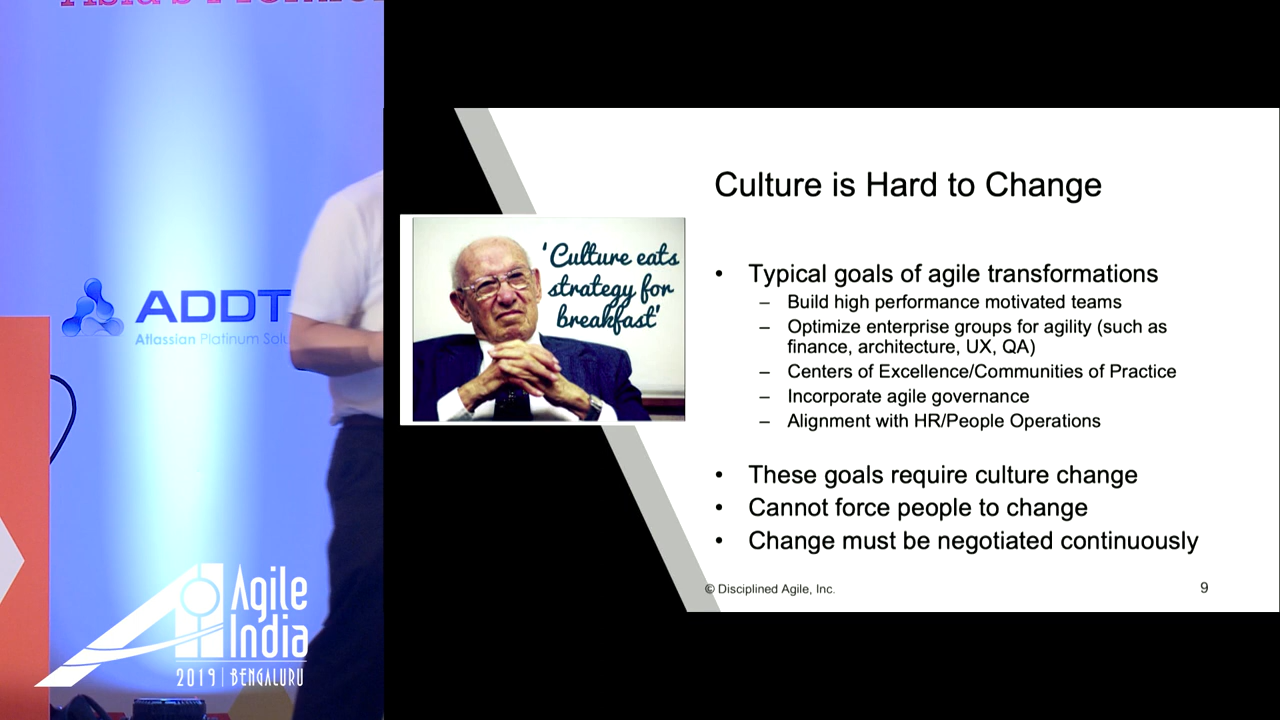 ADDT
Atlassian Platinum Solu
Agile
India
2019 | BENGALURU
Culture is Hard to Change
'Culture eats
strategy for
breakfast'
• Typical goals of agile transformations
– Build high performance motivated teams
– Optimize enterprise groups for agility (such as
finance, architecture, UX, QA)
– Centers of Excellence/Communities of Practice
– Incorporate agile governance
– Alignment with HR/People Operations
• These goals require culture change
• Cannot force people to change
• Change must be negotiated continuously
© Disciplined Agile, Inc.
9